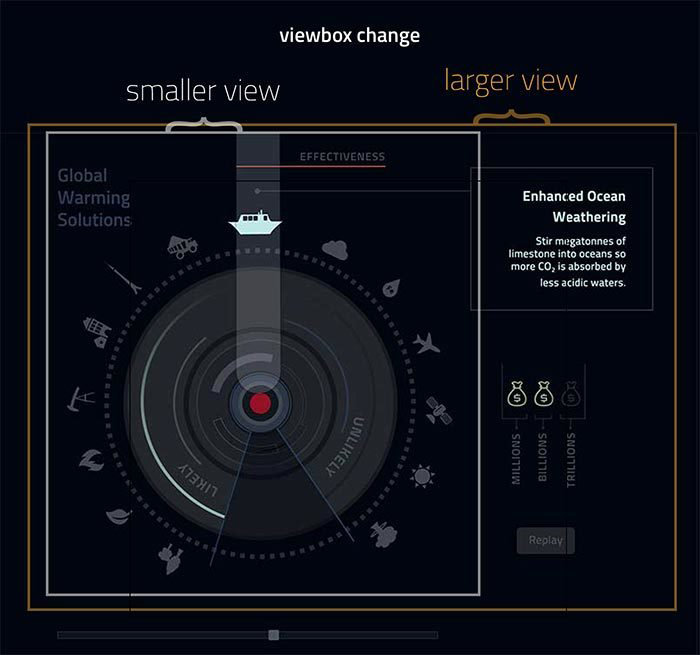 viewbox change
smaller view
larger view
EFFECTIVENESS
Global
Warming
Solutions
Enhanced Ocean
Weathering
Stir megatonnes of
limestone into oceans so
more CO₂ is absorbed by
less acidic waters.
LIKELY
UNLIKELY
$
$
$
MILLIONS
BILLIONS
TRILLIONS
Replay